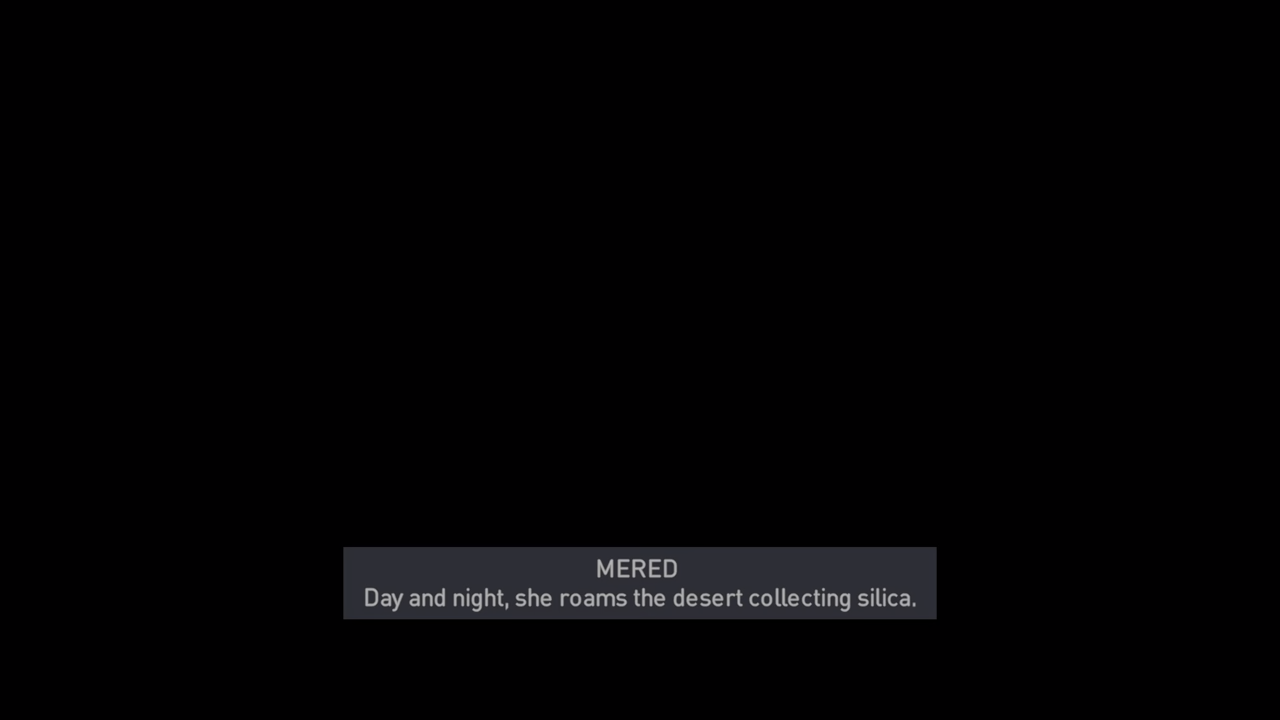 MERED
Day and night, she roams the desert collecting silica.